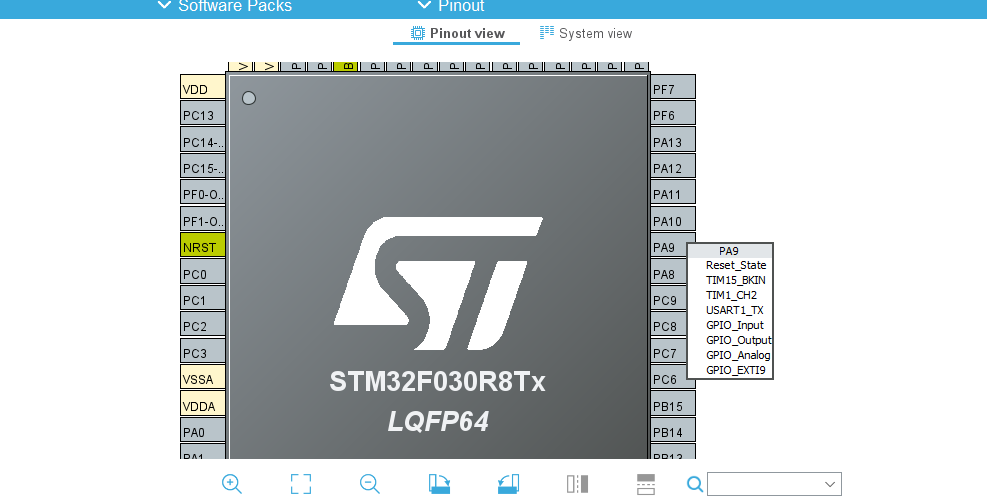 Software Packs
Pinout
Pinout view
System view
V V P P B P P P P P P P P P P P
VDD
PC13
PC14-..
PC15-..
PF0-O..
PF1-O..
NRST
PC0
PC1
PC2
PC3
VSSA
VDDA
PA0
PA1
ST
STM32F030R8Tx
LQFP64
PF7
PF6
PA13
PA12
PA11
PA10
PA9
PA8
PC9
PC8
PC7
PC6
PB15
PB14
PB13
PA9
Reset_State
TIM15_BKIN
TIM1_CH2
USART1_TX
GPIO_Input
GPIO_Output
GPIO_Analog
GPIO_EXTI9